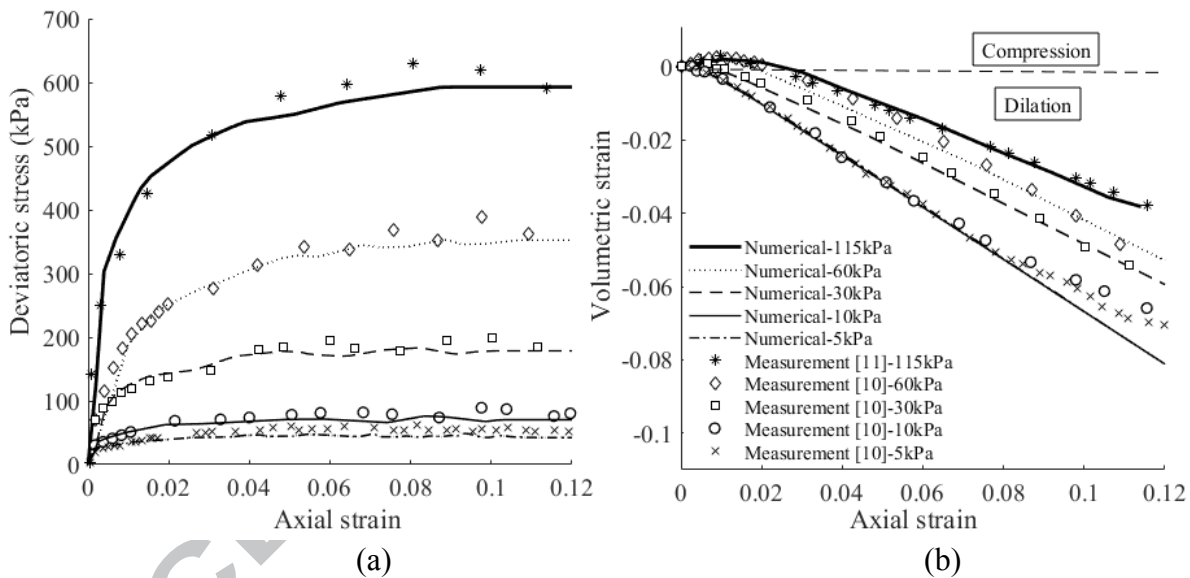 700
600
500
400
300
200
100
0
Deviatoric stress (kPa)
0 0.02 0.04 0.06 0.08 0.1 0.12
Axial strain
(a)
0
-0.02
-0.04
-0.06
-0.08
-0.1
Volumetric strain
Compression
Dilation
Numerical-115kPa
Numerical-60kPa
Numerical-30kPa
Numerical-10kPa
Numerical-5kPa
Measurement [11]-115kPa
Measurement [10]-60kPa
Measurement [10]-30kPa
Measurement [10]-10kPa
Measurement [10]-5kPa
0 0.02 0.04 0.06 0.08 0.1 0.12
Axial strain
(b)